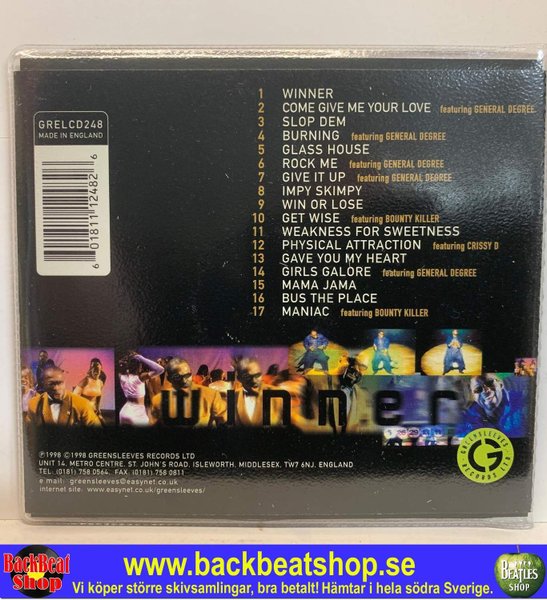 GRELCD248
MADE IN ENGLAND
6 01811 12482 6
1 WINNER
2 COME GIVE ME YOUR LOVE featuring GENERAL DEGREE
3 SLOP DEM
4 BURNING featuring GENERAL DEGREE
5 GLASS HOUSE
6 ROCK ME featuring GENERAL DEGREE
7 GIVE IT UP featuring GENERAL DEGREE
8 IMPY SKIMPY
9 WIN OR LOSE
10 GET WISE featuring BOUNTY KILLER
11 WEAKNESS FOR SWEETNESS
12 PHYSICAL ATTRACTION featuring CRISSY D
13 GAVE YOU MY HEART
14 GIRLS GALORE featuring GENERAL DEGREE
15 MAMA JAMA
16 BUS THE PLACE
17 MANIAC featuring BOUNTY KILLER
winner
℗1998 ©1998 GREENSLEEVES RECORDS LTD
UNIT 14, METRO CENTRE, ST. JOHN'S ROAD, ISLEWORTH, MIDDLESEX, TW7 6NJ, ENGLAND
TEL: (0181) 758 0564. FAX. (0181) 758 0811
e mail: greensleeves@easynet.co.uk
internet site: www.easynet.co.uk/greensleeves/
GREENSLEEVES
RECORDS
G
BackBeat
Shop
www.backbeatshop.se
Vi köper större skivsamlingar, bra betalt! Hämtar i hela södra Sverige.
BEATLES
SHOP